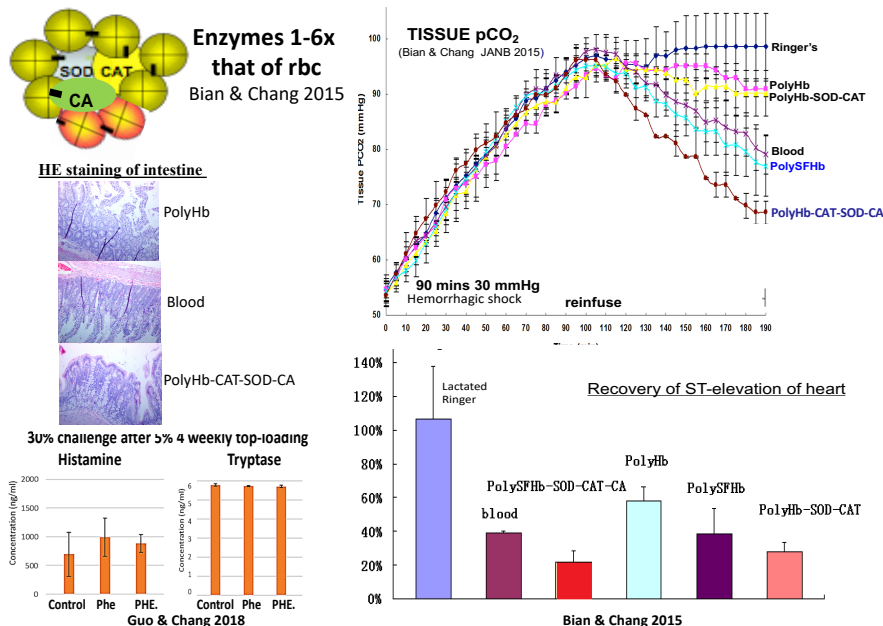 SOD CAT
CA
Enzymes 1-6x
that of rbc
Bian & Chang 2015
HE staining of intestine
PolyHb
Blood
PolyHb-CAT-SOD-CA
30% challenge after 5% 4 weekly top-loading
Histamine
Concentration (ng/ml)
2000
1500
1000
500
0
Control Phe PHE.
Tryptase
Concentration (ng/ml)
6
5
4
3
2
1
0
Control Phe PHE.
Guo & Chang 2018
TISSUE pCO2
(Bian & Chang JANB 2015)
Tissue PCO2 (mmHg)
100
90
80
70
60
50
Ringer's
PolyHb
PolyHb-SOD-CAT
Blood
PolySFHb
PolyHb-CAT-SOD-CA
90 mins 30 mmHg
Hemorrhagic shock
reinfuse
0 10 20 30 40 50 60 70 80 90 100 110 120 130 140 150 160 170 180 190
Recovery of ST-elevation of heart
140%
120%
100%
80%
60%
40%
20%
0%
Lactated
Ringer
blood
PolySFHb-SOD-CAT-CA
PolyHb
PolySFHb
PolyHb-SOD-CAT
Bian & Chang 2015